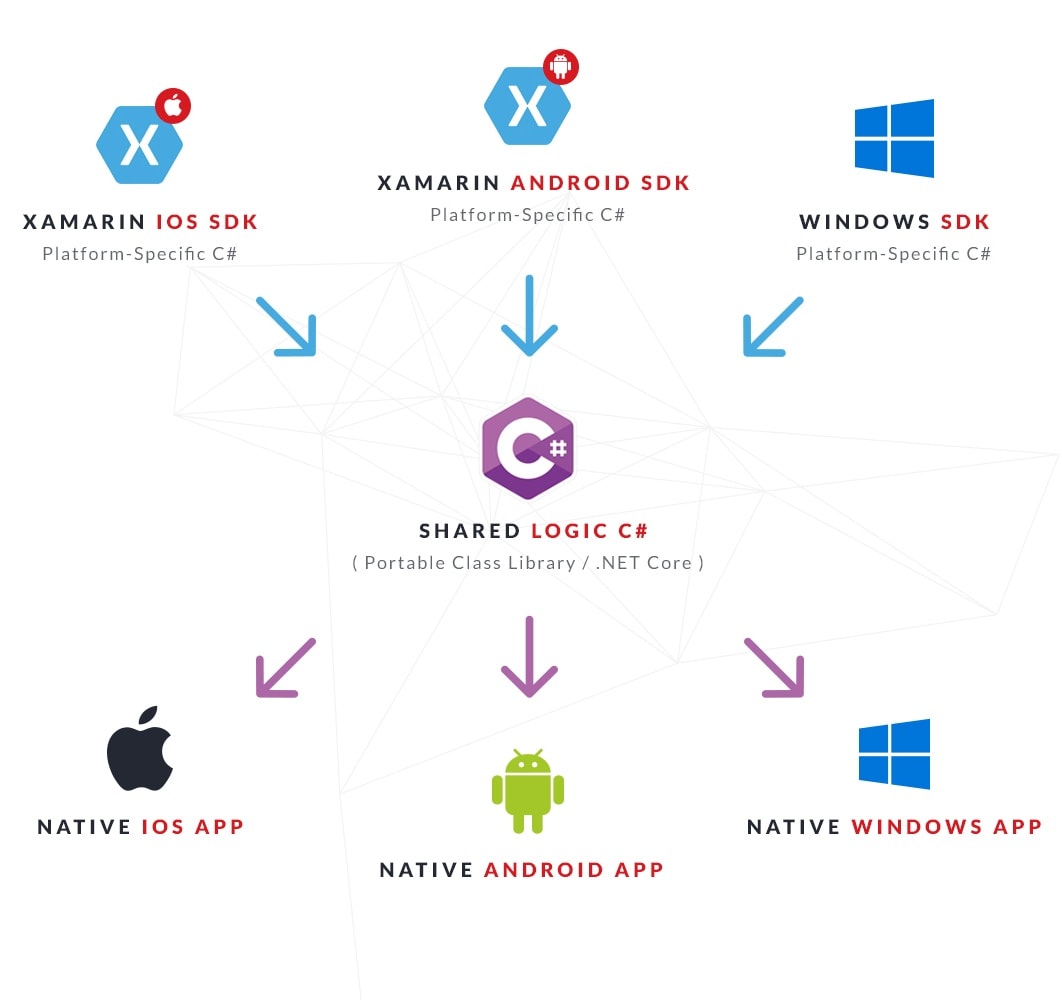 XAMARIN ANDROID SDK
Platform-Specific C#
XAMARIN IOS SDK
Platform-Specific C#
WINDOWS SDK
Platform-Specific C#
C#
SHARED LOGIC C#
( Portable Class Library / .NET Core )
NATIVE IOS APP
NATIVE ANDROID APP
NATIVE WINDOWS APP